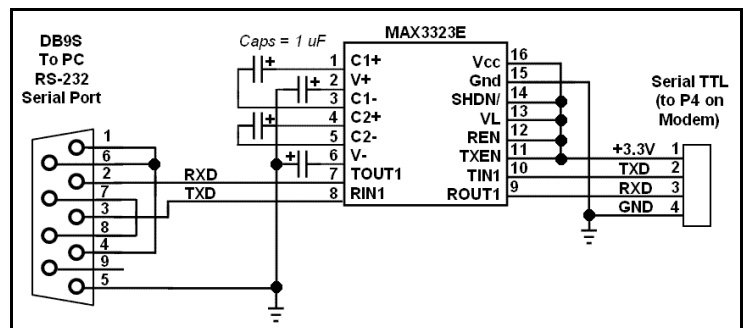 DB9S
To PC
RS-232
Serial Port
1
6
2
7
3
8
4
9
5
RXD
TXD
Caps = 1 uF
+
+
+
+
MAX3323E
1 C1+
2 V+
3 C1-
4 C2+
5 C2-
6 V-
7 TOUT1
8 RIN1
Vcc 16
Gnd 15
SHDN/ 14
VL 13
REN 12
TXEN 11
TIN1 10
ROUT1 9
Serial TTL
(to P4 on
Modem)
+3.3V 1
TXD 2
RXD 3
GND 4